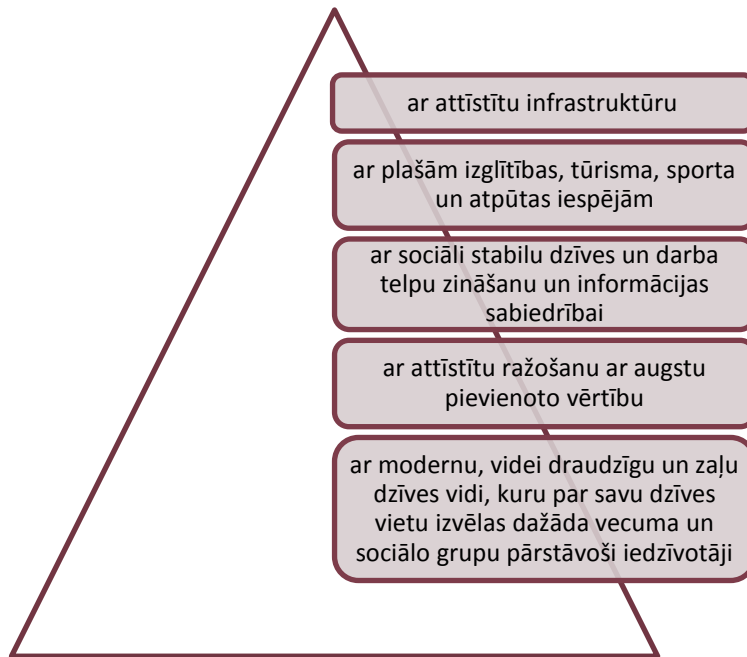 ar attīstītu infrastruktūru
ar plašām izglītības, tūrisma, sporta
un atpūtas iespējām
ar sociāli stabilu dzīves un darba
telpu zināšanu un informācijas
sabiedrībai
ar attīstītu ražošanu ar augstu
pievienoto vērtību
ar modernu, videi draudzīgu un zaļu
dzīves vidi, kuru par savu dzīves
vietu izvēlas dažāda vecuma un
sociālo grupu pārstāvoši iedzīvotāji